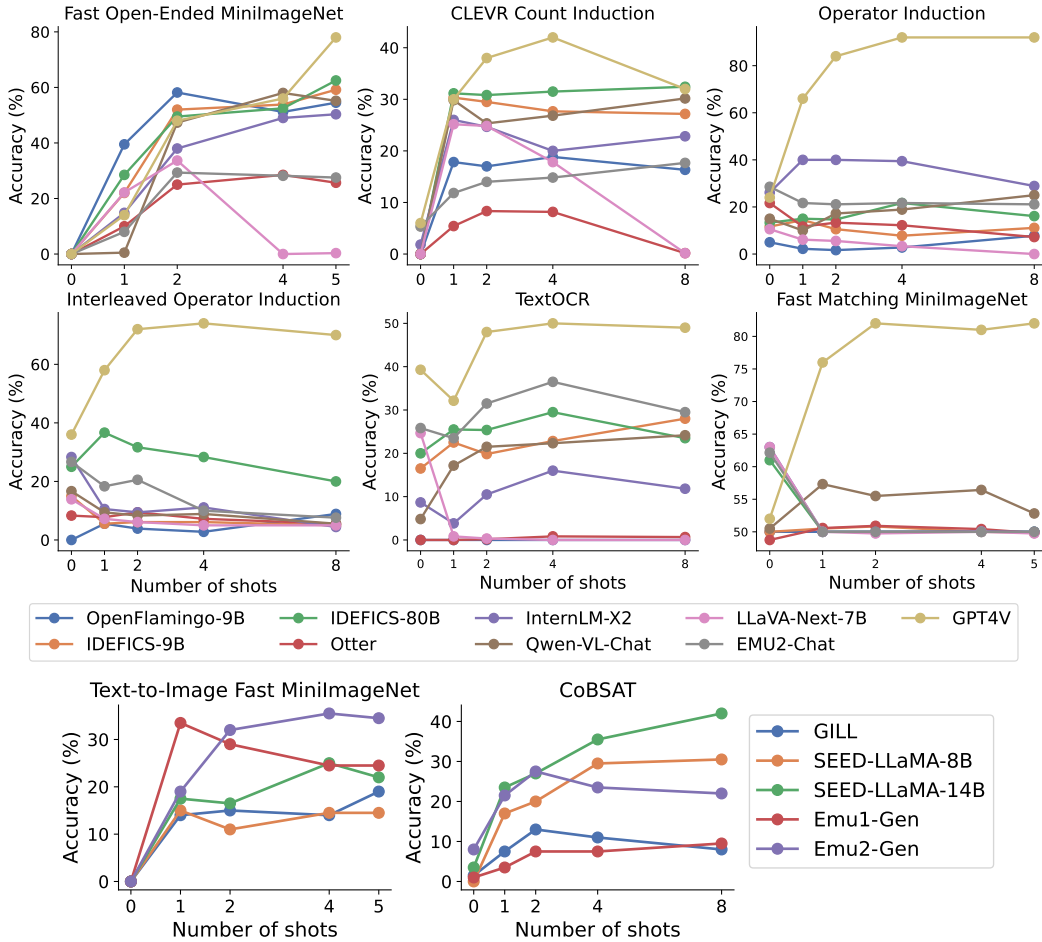 Fast Open-Ended MiniImageNet
CLEVR Count Induction
Operator Induction
Accuracy (%)
0
20
40
60
80
0 1 2 4 5
Accuracy (%)
0
10
20
30
40
0 1 2 4 8
Accuracy (%)
0
20
40
60
80
0 1 2 4 8
Interleaved Operator Induction
TextOCR
Fast Matching MiniImageNet
Accuracy (%)
0
20
40
60
0 1 2 4 8
Number of shots
Accuracy (%)
0
10
20
30
40
50
0 1 2 4 8
Number of shots
Accuracy (%)
50
55
60
65
70
75
80
0 1 2 4 5
Number of shots
OpenFlamingo-9B
IDEFICS-9B
IDEFICS-80B
Otter
InternLM-X2
Qwen-VL-Chat
LLaVA-Next-7B
EMU2-Chat
GPT4V
Text-to-Image Fast MiniImageNet
CoBSAT
Accuracy (%)
0
10
20
30
0 1 2 4 5
Number of shots
Accuracy (%)
0
10
20
30
40
0 1 2 4 8
Number of shots
GILL
SEED-LLaMA-8B
SEED-LLaMA-14B
Emu1-Gen
Emu2-Gen